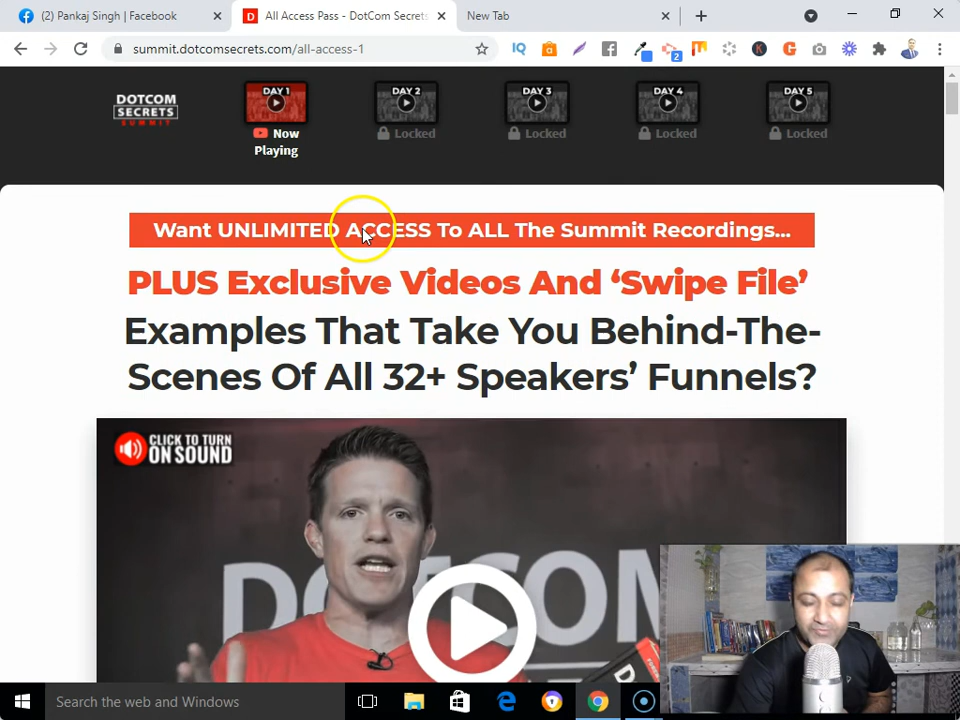 (2) Pankaj Singh | Facebook
All Access Pass - DotCom Secrets
New Tab
summit.dotcomsecrets.com/all-access-1
2
DOTCOM
SECRETS
SUMMIT
DAY 1
Now
Playing
DAY 2
Locked
DAY 3
Locked
DAY 4
Locked
DAY 5
Locked
Want UNLIMITED ACCESS To ALL The Summit Recordings...
PLUS Exclusive Videos And ‘Swipe File’
Examples That Take You Behind-The-
Scenes Of All 32+ Speakers’ Funnels?
CLICK TO TURN
ON SOUND
DOTCOM
Search the web and Windows